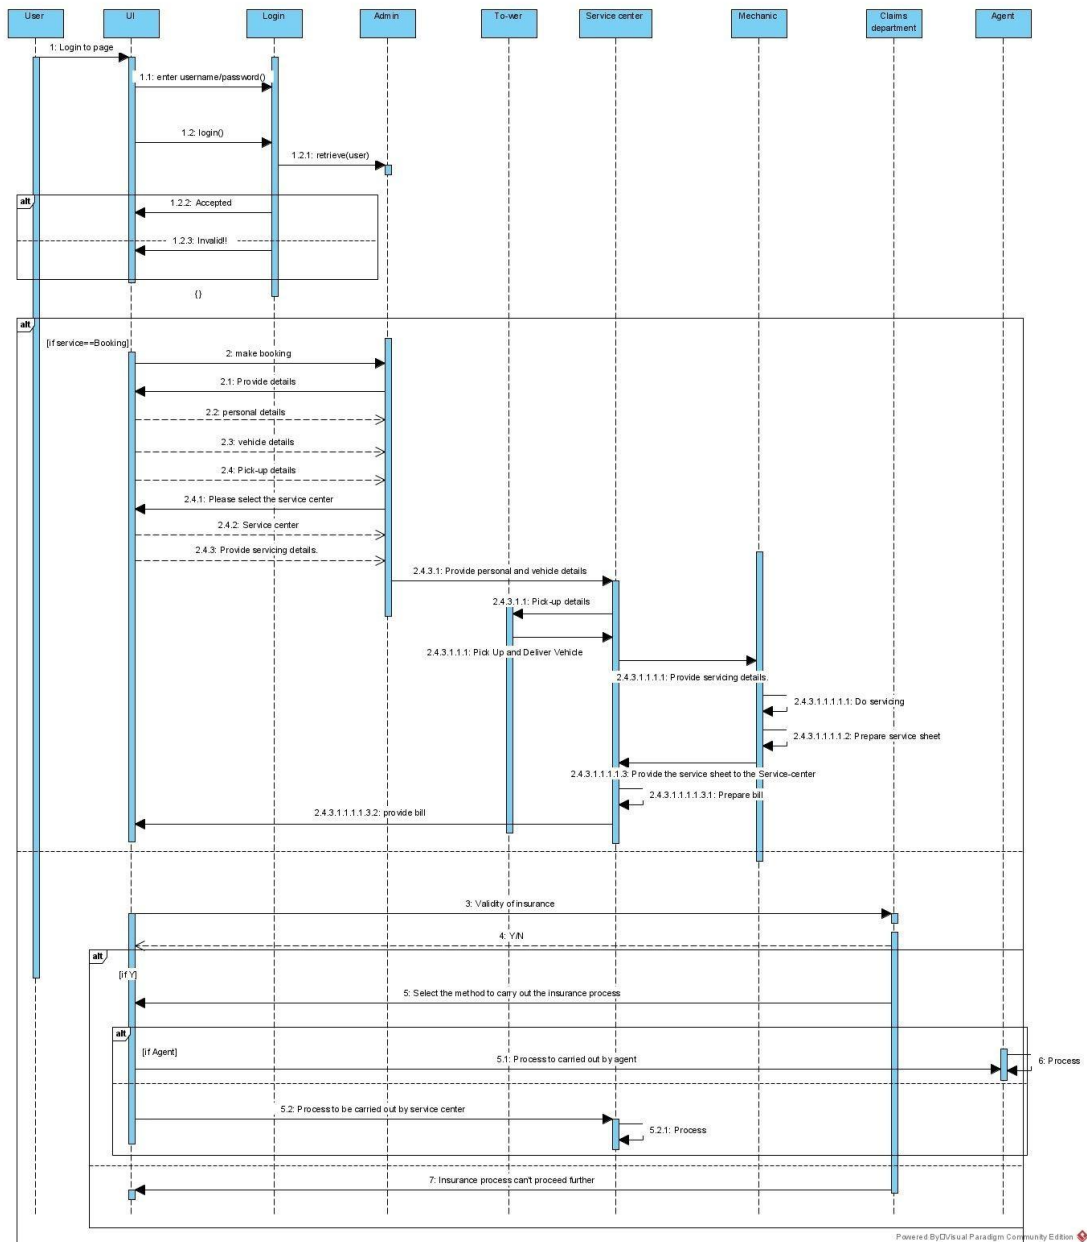 User
UI
Login
Admin
To-wer
Service center
Mechanic
Claims
department
Agent
1: Login to page
1.1: enter username/password()
1.2: login()
1.2.1: retrieve(user)
alt
1.2.2: Accepted
1.2.3: Invalid!!
{}
alt
[if service==Booking]
2: make booking
2.1: Provide details
2.2: personal details
2.3: vehicle details
2.4: Pick-up details
2.4.1: Please select the service center
2.4.2: Service center
2.4.3: Provide servicing details.
2.4.3.1: Provide personal and vehicle details
2.4.3.1.1: Pick-up details
2.4.3.1.1.1: Pick Up and Deliver Vehicle
2.4.3.1.1.1.1: Provide servicing details.
2.4.3.1.1.1.1.1: Do servicing
2.4.3.1.1.1.1.2: Prepare service sheet
2.4.3.1.1.1.1.3: Provide the service sheet to the Service-center
2.4.3.1.1.1.1.3.1: Prepare bill
2.4.3.1.1.1.1.3.2: provide bill
3: Validity of insurance
4: Y/N
alt
[if Y]
5: Select the method to carry out the insurance process
alt
[if Agent]
5.1: Process to carried out by agent
6: Process
5.2: Process to be carried out by service center
5.2.1: Process
7: Insurance process can't proceed further
Powered By Visual Paradigm Community Edition